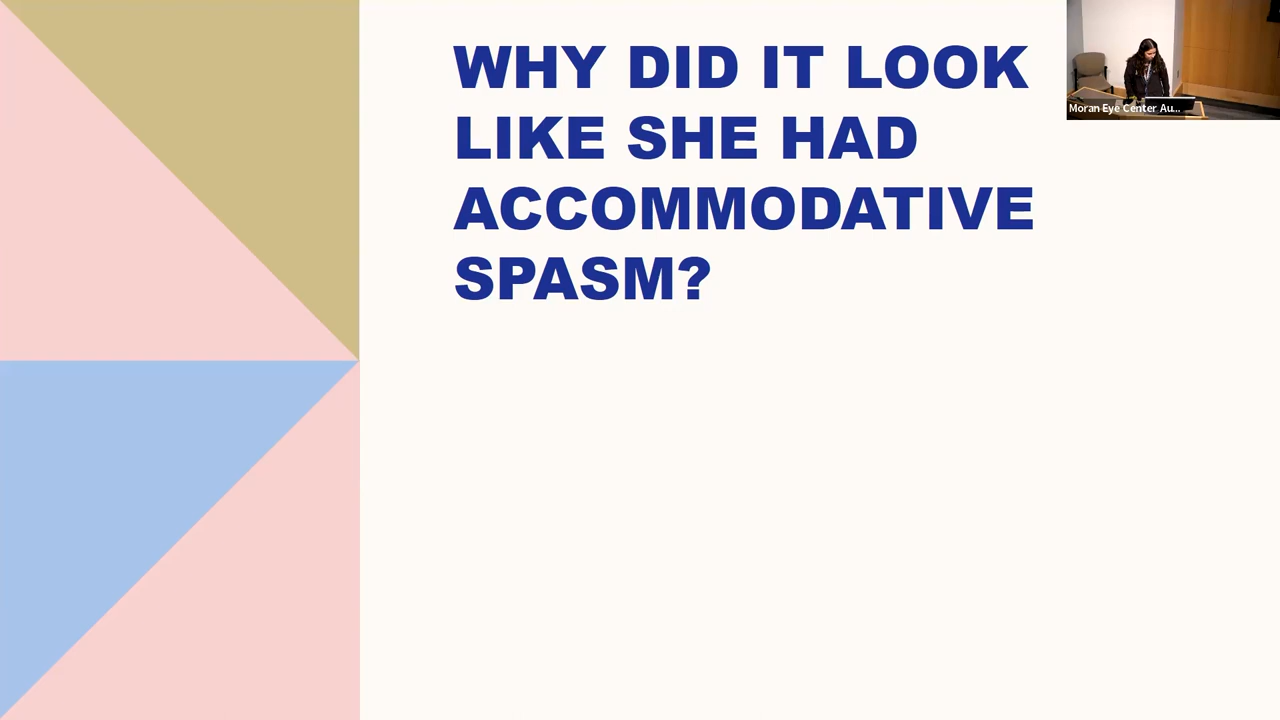 WHY DID IT LOOK
LIKE SHE HAD
ACCOMMODATIVE
SPASM?
Moran Eye Center Au...